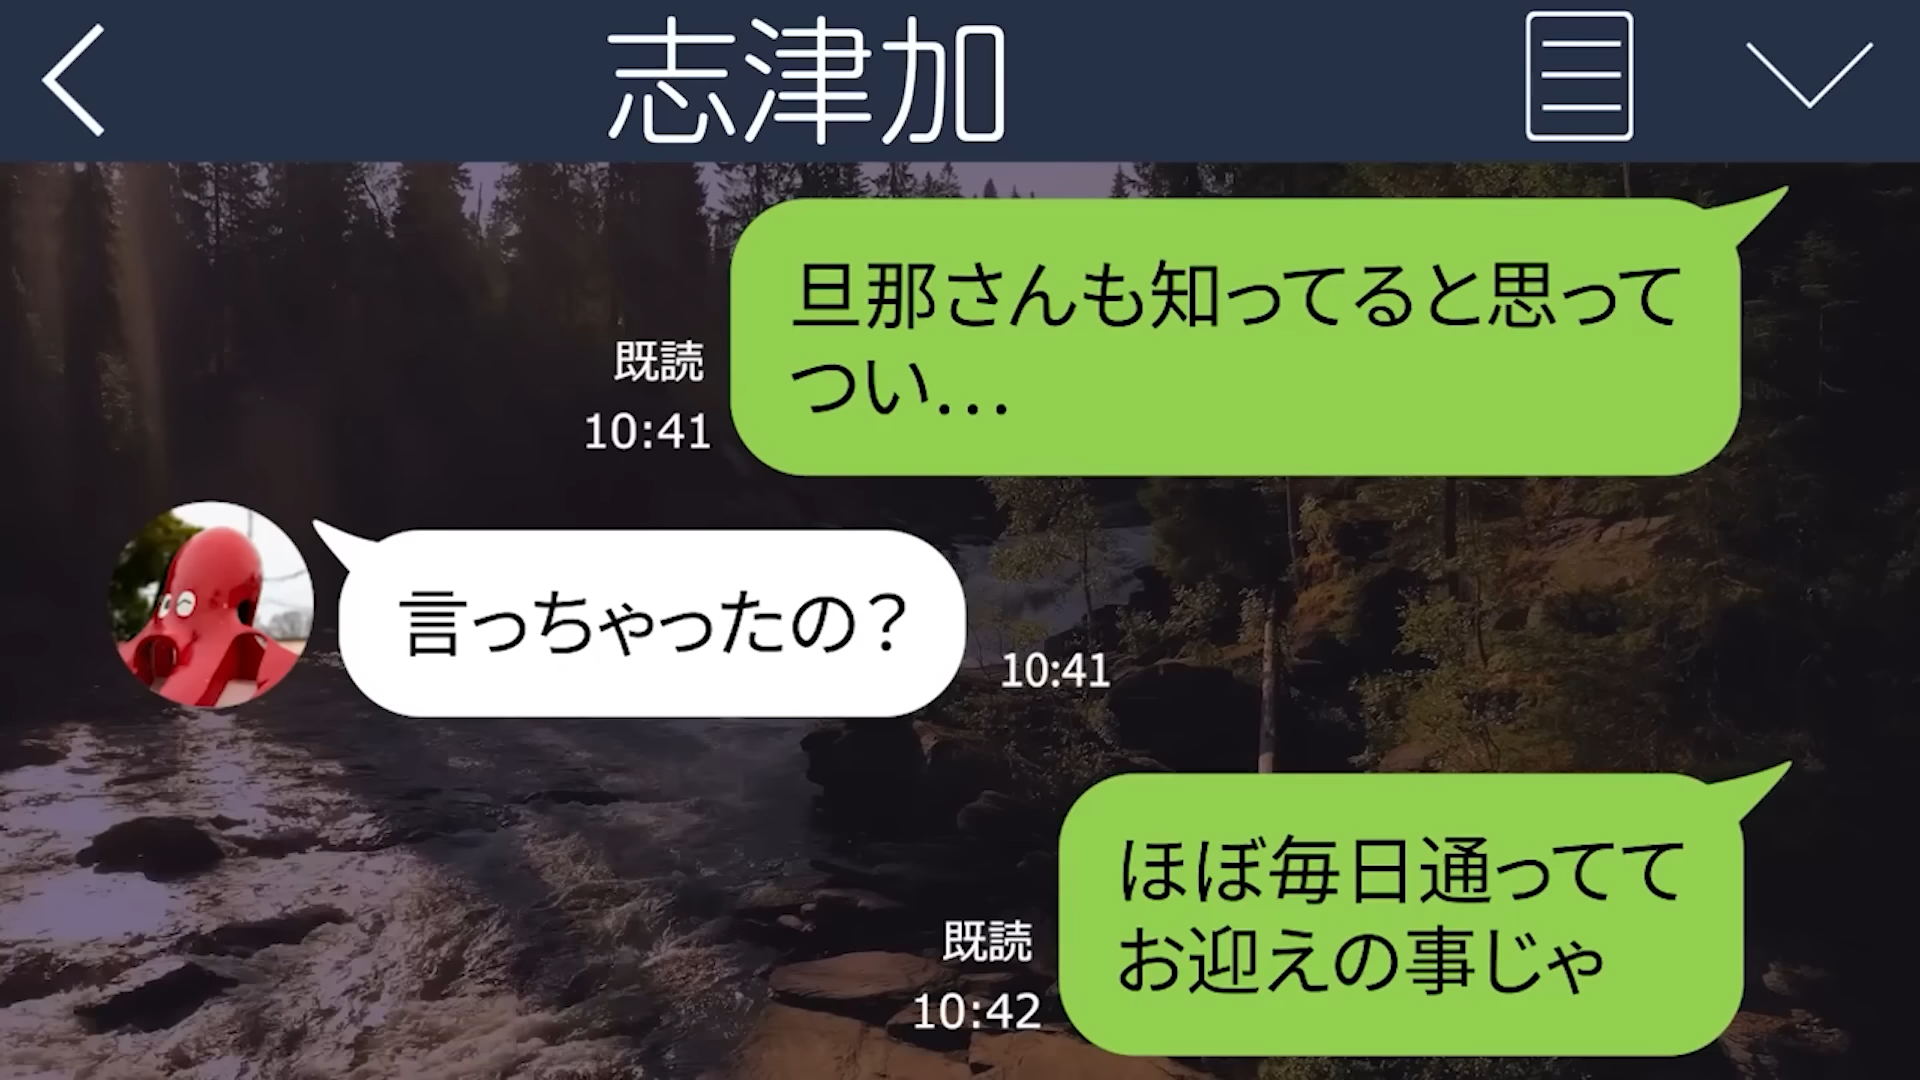 志津加
旦那さんも知ってると思って
つい…
既読
10:41
言っちゃったの？
10:41
ほぼ毎日通ってて
お迎えの事じゃ
既読
10:42